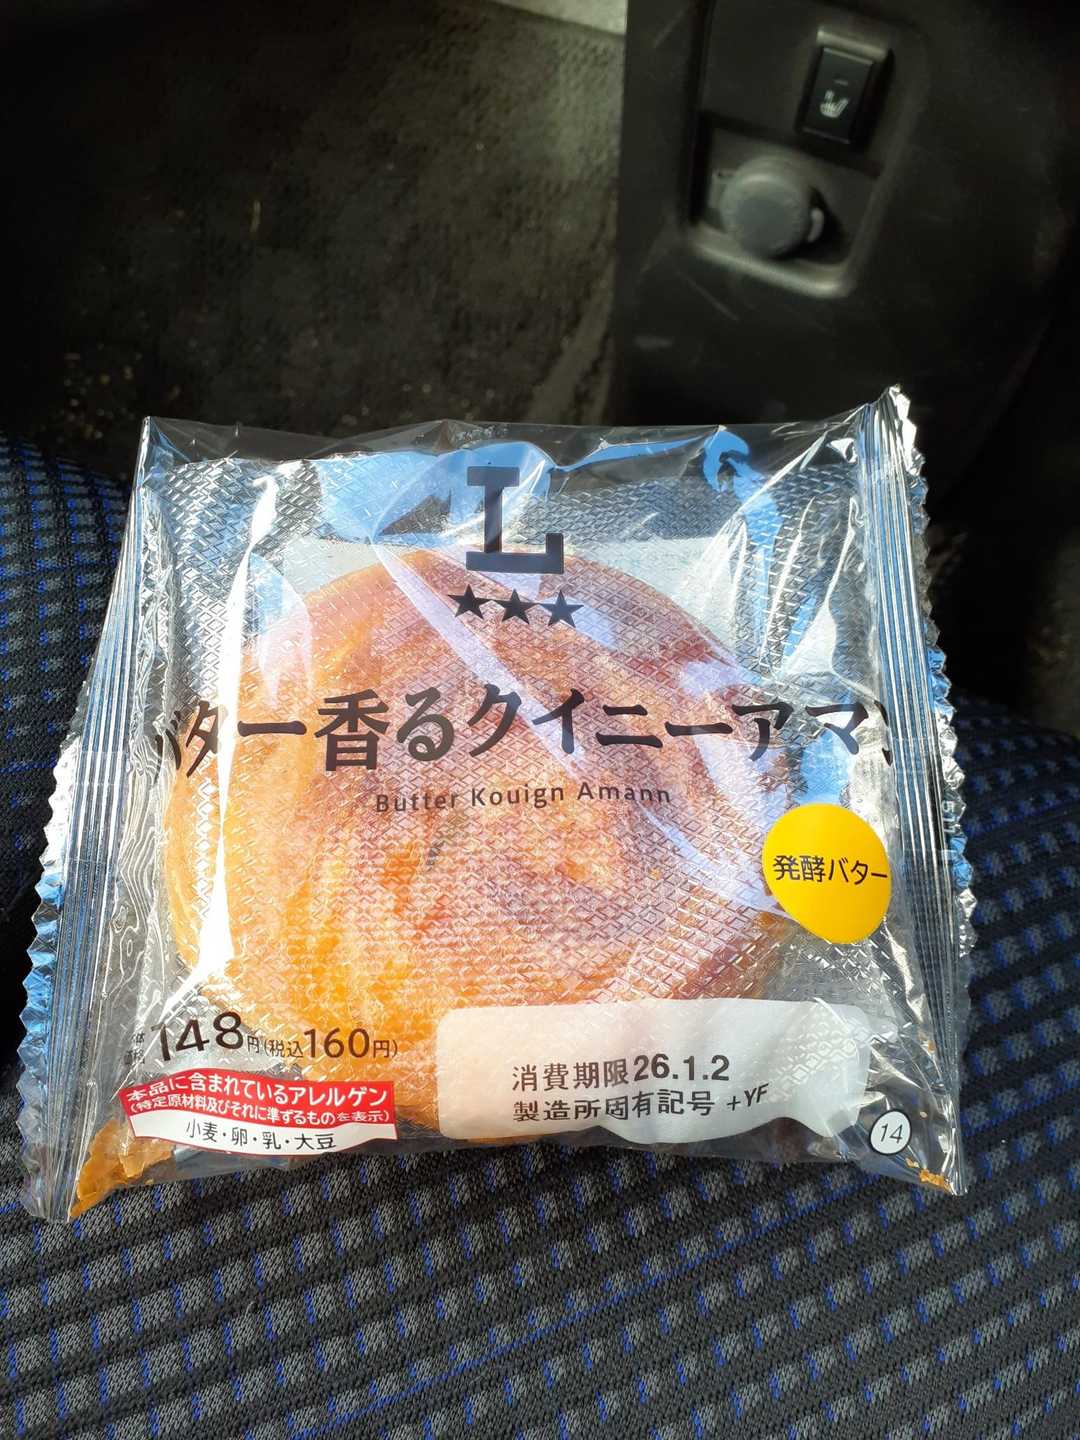 L
★★★
バター香るクイニーアマン
Butter Kouign Amann
発酵バター
148円(税込160円)
本品に含まれているアレルゲン
(特定原材料及びそれに準ずるものを表示)
小麦・卵・乳・大豆
消費期限26.1.2
製造所固有記号 +YF
14